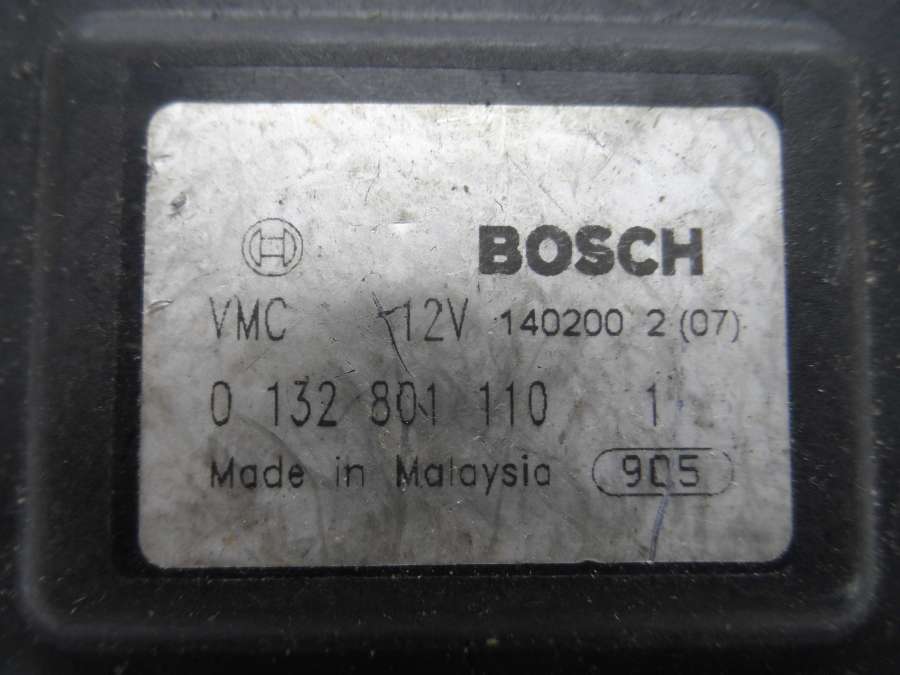 BOSCH
VMC 12V 140200 2 (07)
0 132 801 110 1
Made in Malaysia 905